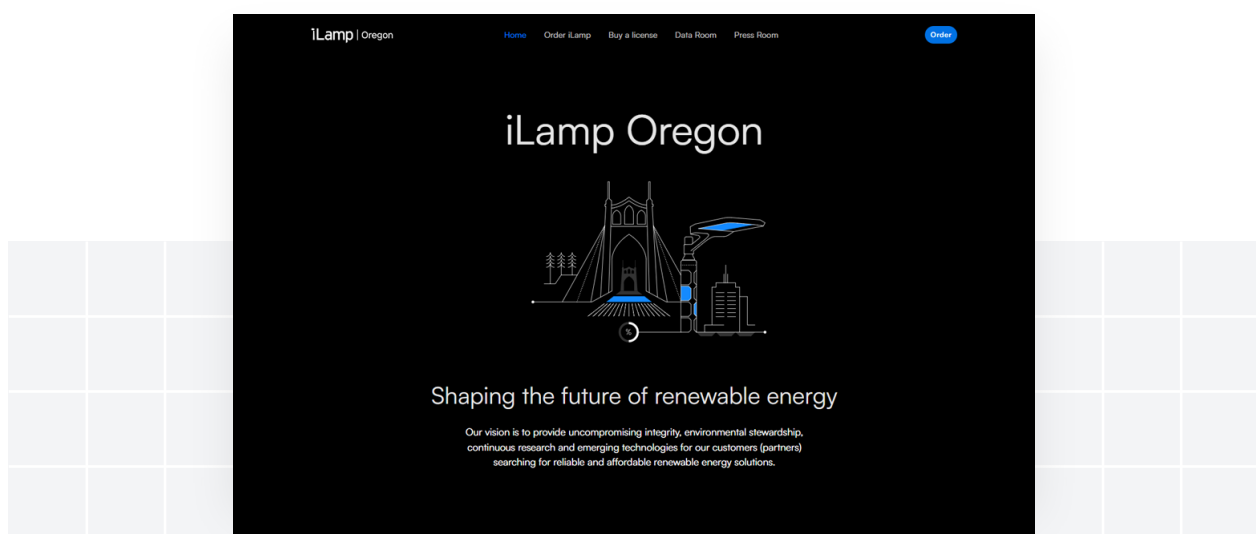 iLamp | Oregon
Home Order iLamp Buy a license Data Room Press Room
Order
iLamp Oregon
%
Shaping the future of renewable energy
Our vision is to provide uncompromising integrity, environmental stewardship,
continuous research and emerging technologies for our customers (partners)
searching for reliable and affordable renewable energy solutions.